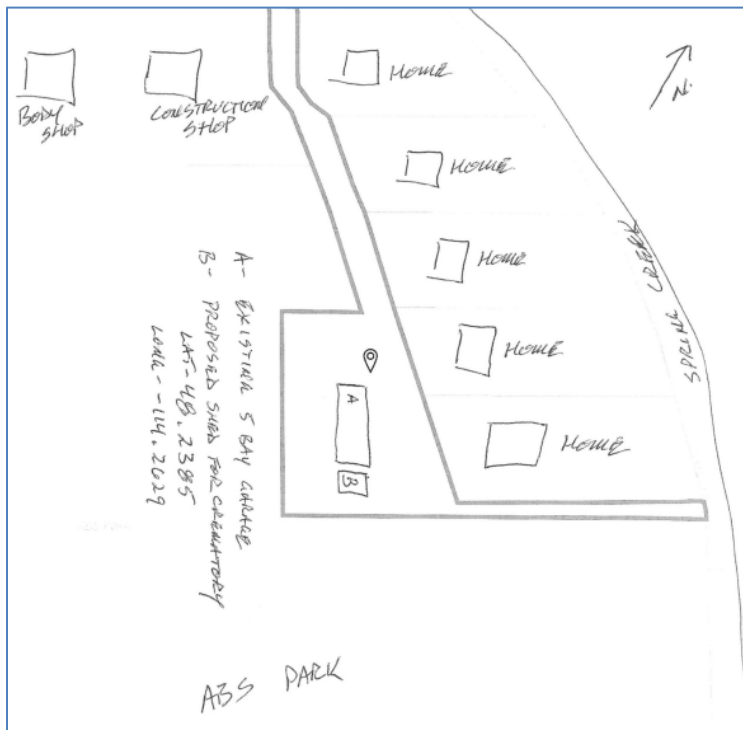 HOME
N.
BODY
SHOP
CONSTRUCTION
SHOP
HOME
HOME
HOME
HOME
SPRING CREEK
A- EXISTING 5 BAY GARAGE
B- PROPOSED SHED FOR CREMATORY
LAT-48.2385
LONG--114.2629
A
B
ABS PARK